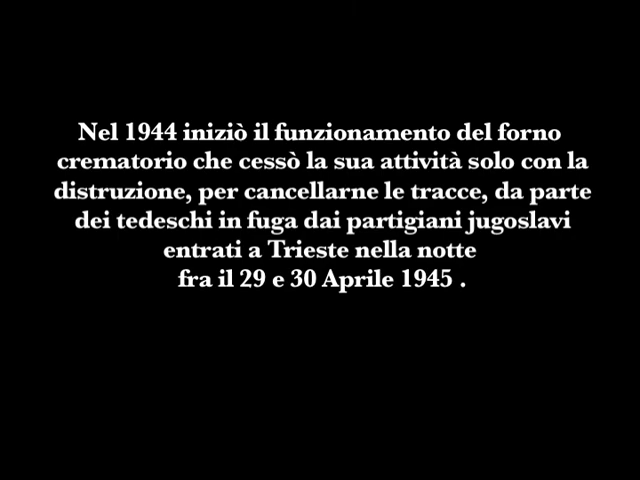 Nel 1944 iniziò il funzionamento del forno
crematorio che cessò la sua attività solo con la
distruzione, per cancellarne le tracce, da parte
dei tedeschi in fuga dai partigiani jugoslavi
entrati a Trieste nella notte
fra il 29 e 30 Aprile 1945 .